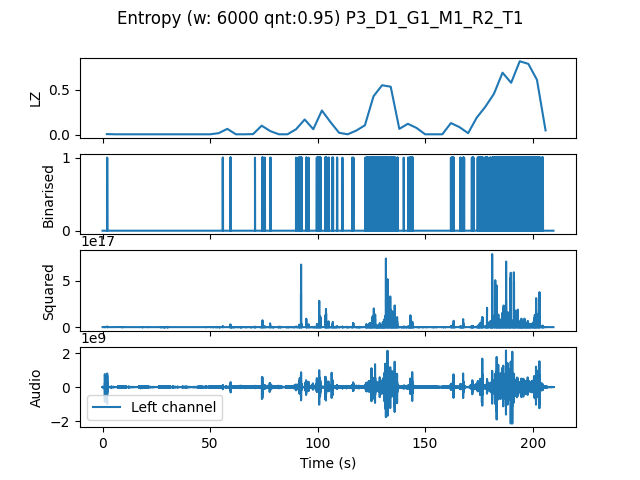 Entropy (w: 6000 qnt:0.95) P3_D1_G1_M1_R2_T1
LZ
0.5
0.0
Binarised
1
0
1e17
Squared
5
0
1e9
Audio
2
0
−2
Left channel
0
50
100
150
200
Time (s)